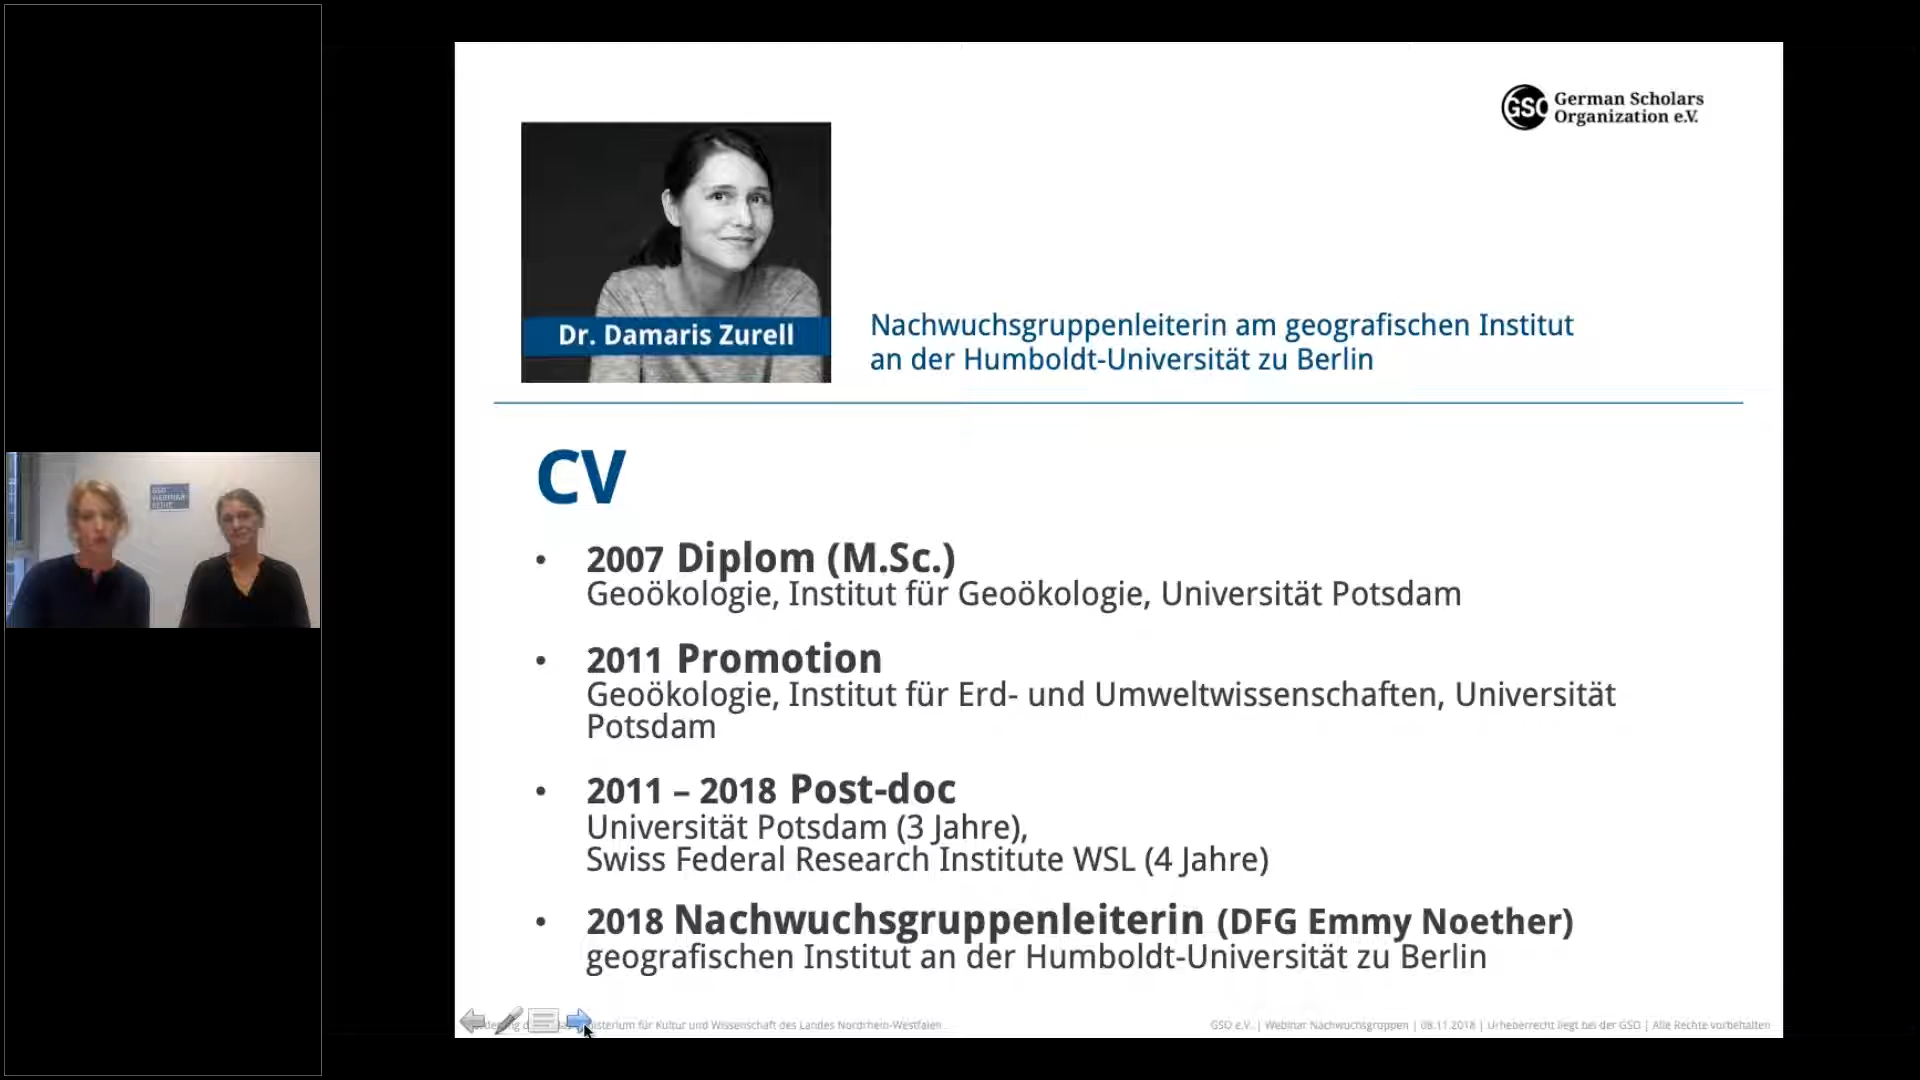 GSO German Scholars
Organization e.V.
Dr. Damaris Zurell
Nachwuchsgruppenleiterin am geografischen Institut
an der Humboldt-Universität zu Berlin
CV
• 2007 Diplom (M.Sc.)
Geoökologie, Institut für Geoökologie, Universität Potsdam
• 2011 Promotion
Geoökologie, Institut für Erd- und Umweltwissenschaften, Universität
Potsdam
• 2011 – 2018 Post-doc
Universität Potsdam (3 Jahre),
Swiss Federal Research Institute WSL (4 Jahre)
• 2018 Nachwuchsgruppenleiterin (DFG Emmy Noether)
geografischen Institut an der Humboldt-Universität zu Berlin
für Kultur und Wissenschaft des Landes Nordrhein-Westfalen
GSO e.V. | Webinar Nachwuchsgruppen | 08.11.2018 | Urheberrecht liegt bei der GSO | Alle Rechte vorbehalten
GSO
WEBINAR
REIHE